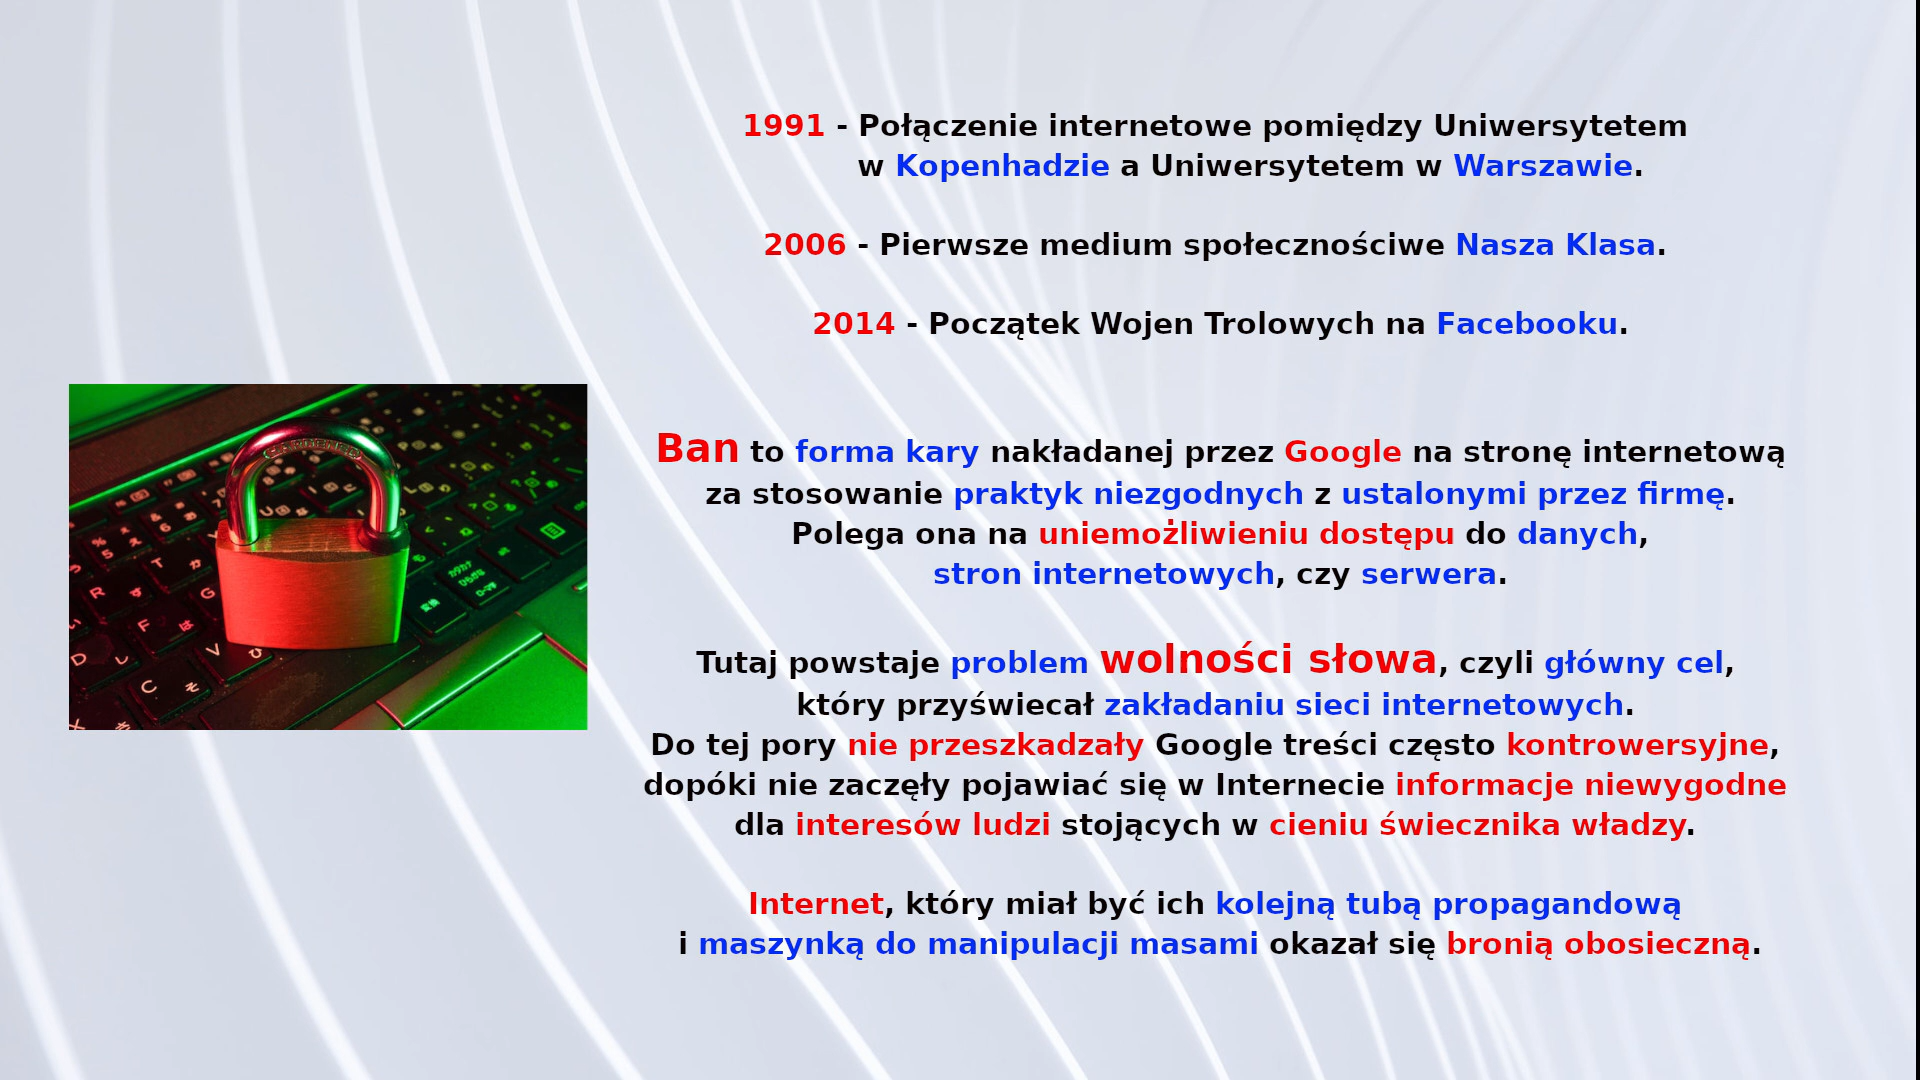 1991 - Połączenie internetowe pomiędzy Uniwersytetem
w Kopenhadzie a Uniwersytetem w Warszawie.
2006 - Pierwsze medium społecznościwe Nasza Klasa.
2014 - Początek Wojen Trolowych na Facebooku.
Ban to forma kary nakładanej przez Google na stronę internetową
za stosowanie praktyk niezgodnych z ustalonymi przez firmę.
Polega ona na uniemożliwieniu dostępu do danych,
stron internetowych, czy serwera.
Tutaj powstaje problem wolności słowa, czyli główny cel,
który przyświecał zakładaniu sieci internetowych.
Do tej pory nie przeszkadzały Google treści często kontrowersyjne,
dopóki nie zaczęły pojawiać się w Internecie informacje niewygodne
dla interesów ludzi stojących w cieniu świecznika władzy.
Internet, który miał być ich kolejną tubą propagandową
i maszynką do manipulacji masami okazał się bronią obosieczną.